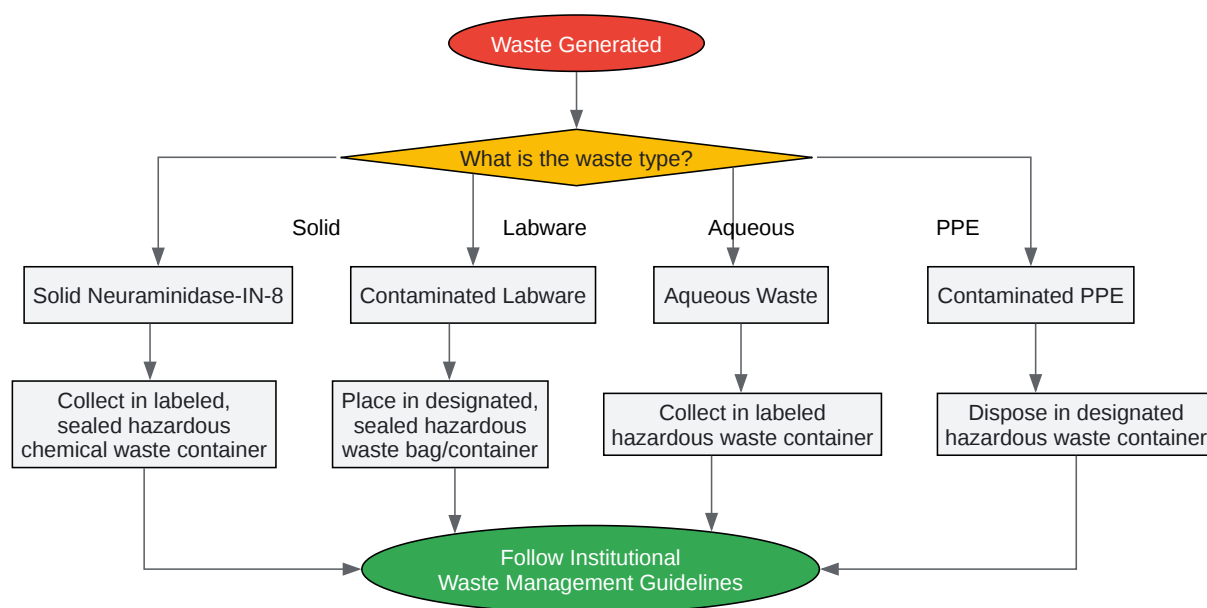 Waste Generated
What is the waste type?
Solid
Labware
Aqueous
PPE
Solid Neuraminidase-IN-8
Contaminated Labware
Aqueous Waste
Contaminated PPE
Collect in labeled,
sealed hazardous
chemical waste container
Place in designated,
sealed hazardous
waste bag/container
Collect in labeled
hazardous waste container
Dispose in designated
hazardous waste container
Follow Institutional
Waste Management Guidelines